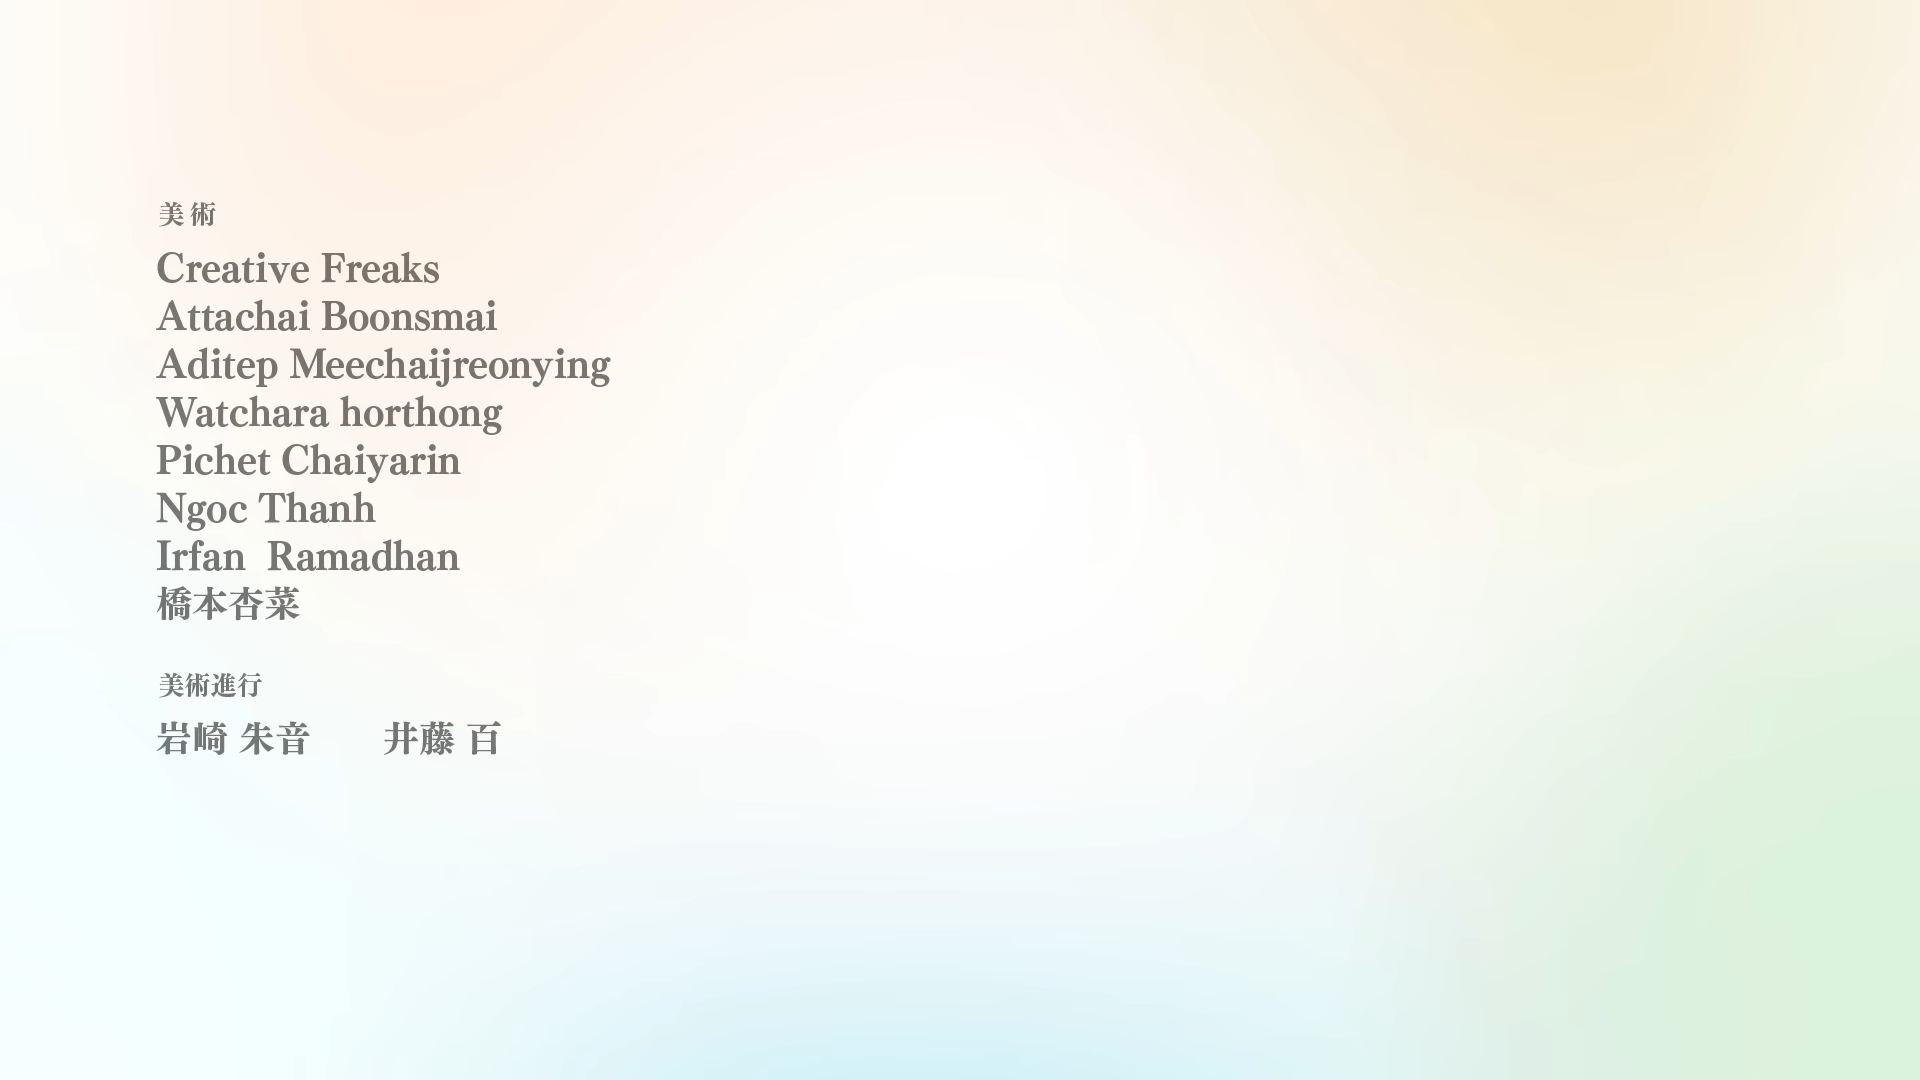 美術
Creative Freaks
Attachai Boonsmai
Aditep Meechaijreonying
Watchara horthong
Pichet Chaiyarin
Ngoc Thanh
Irfan  Ramadhan
橋本杏菜
美術進行
岩崎 朱音　　井藤 百